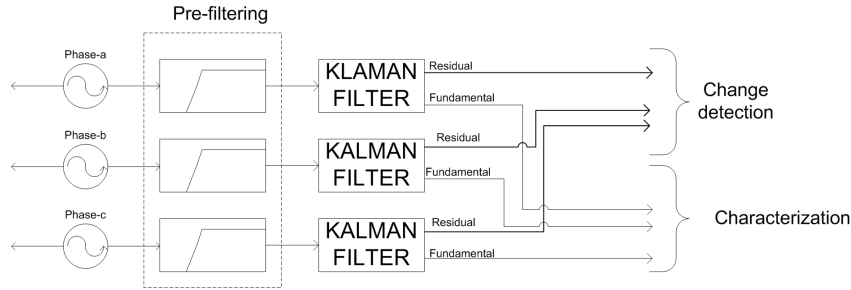 Pre-filtering
Phase-a
KLAMAN
FILTER
Residual
Fundamental
Change
detection
Phase-b
KALMAN
FILTER
Residual
Fundamental
Phase-c
KALMAN
FILTER
Residual
Fundamental
Characterization